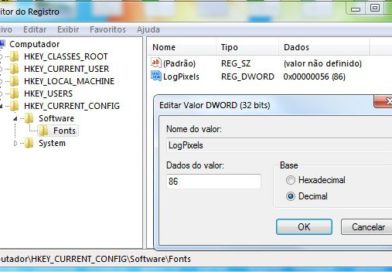 itor do Registro
uivo Editar Exibir Favoritos Ajuda
Computador
HKEY_CLASSES_ROOT
HKEY_CURRENT_USER
HKEY_LOCAL_MACHINE
HKEY_USERS
HKEY_CURRENT_CONFIG
Software
Fonts
System
Nome Tipo Dados
(Padrão) REG_SZ (valor não definido)
LogPixels REG_DWORD 0x00000056 (86)
Editar Valor DWORD (32 bits)
Nome do valor:
LogPixels
Dados do valor:
86
Base
Hexadecimal
Decimal
OK Cancelar
mputador\HKEY_CURRENT_CONFIG\Software\Fonts